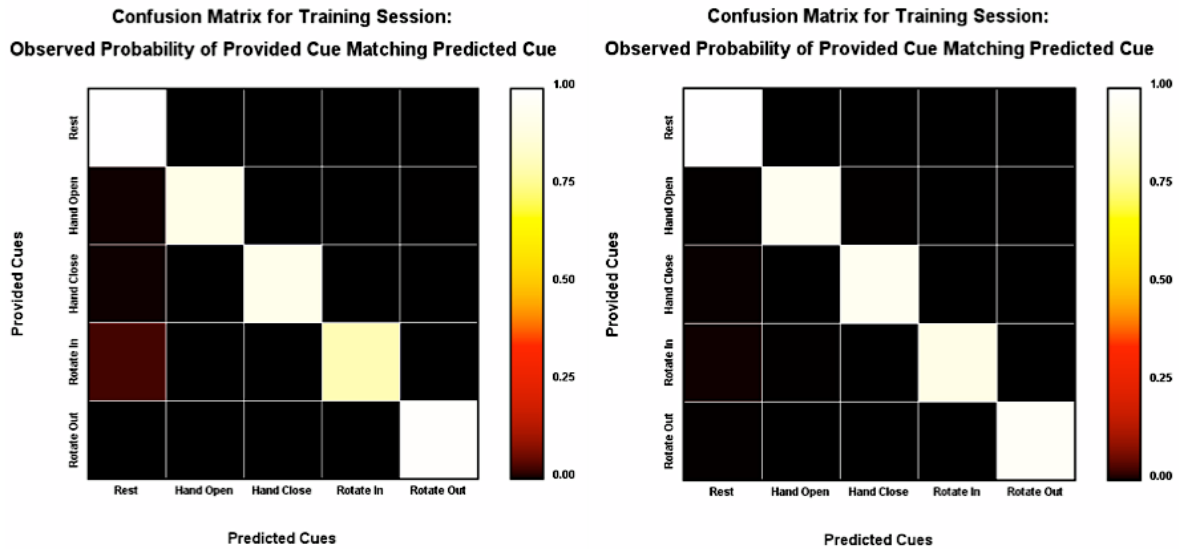 Confusion Matrix for Training Session:
Observed Probability of Provided Cue Matching Predicted Cue
1.00
0.75
0.50
0.25
0.00
Provided Cues
Rest
Hand Open
Hand Close
Rotate In
Rotate Out
Rest Hand Open Hand Close Rotate In Rotate Out
Predicted Cues
Confusion Matrix for Training Session:
Observed Probability of Provided Cue Matching Predicted Cue
1.00
0.75
0.50
0.25
0.00
Provided Cues
Rest
Hand Open
Hand Close
Rotate In
Rotate Out
Rest Hand Open Hand Close Rotate In Rotate Out
Predicted Cues